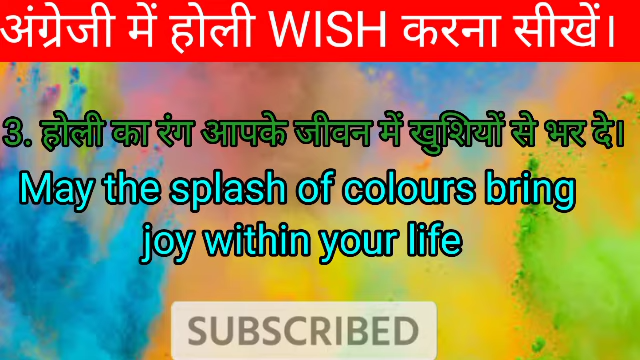 अंग्रेजी में होली WISH करना सीखें।
3. होली का रंग आपके जीवन में खुशियों से भर दे।
May the splash of colours bring
joy within your life
SUBSCRIBED